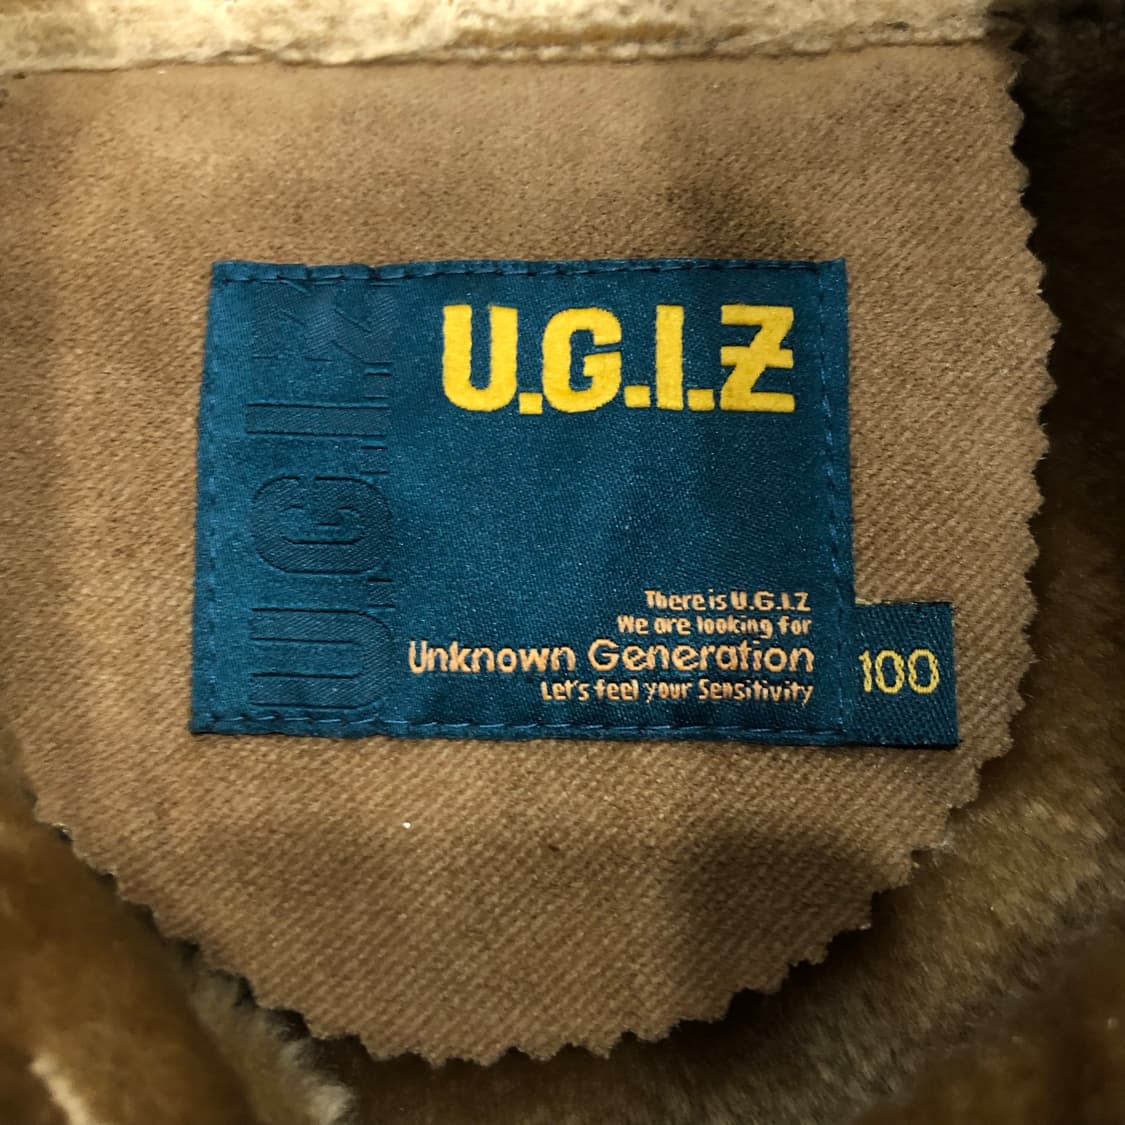 U.G.I.Z
U.G.I.Z
There is U.G.I.Z
We are looking for
Unknown Generation
Let's feel your Sensitivity
100